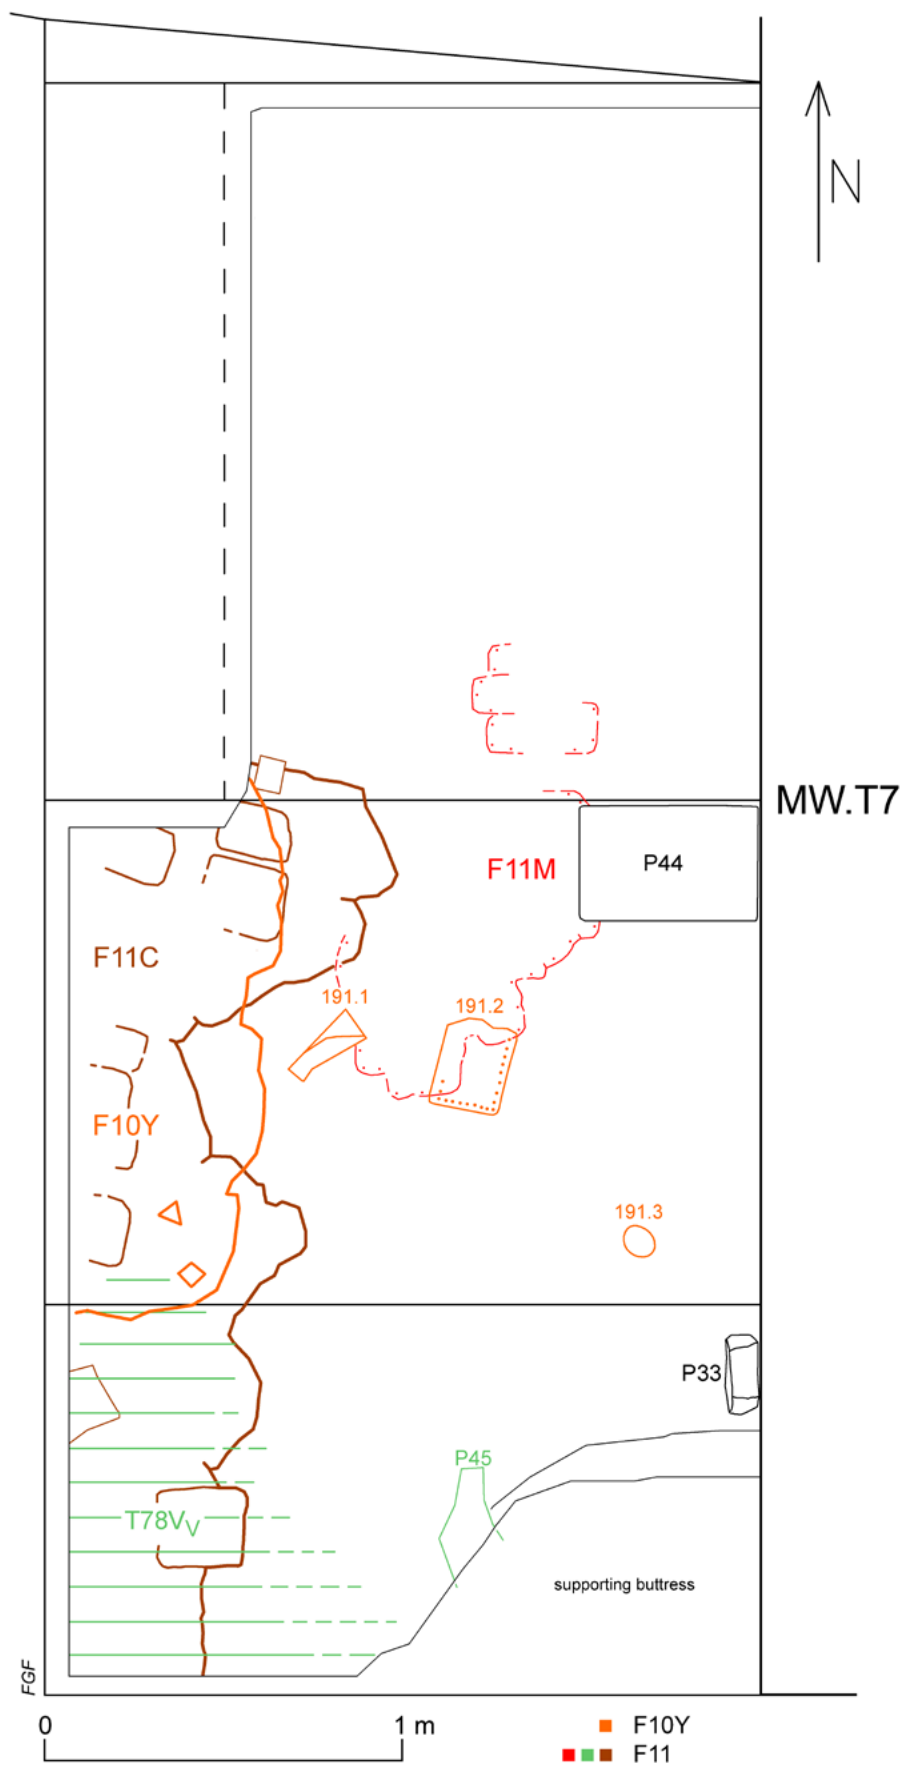 N
MW.T7
F11M
P44
F11C
191.1
191.2
F10Y
191.3
P33
P45
T78Vv
supporting buttress
FGF
0
1 m
F10Y
F11